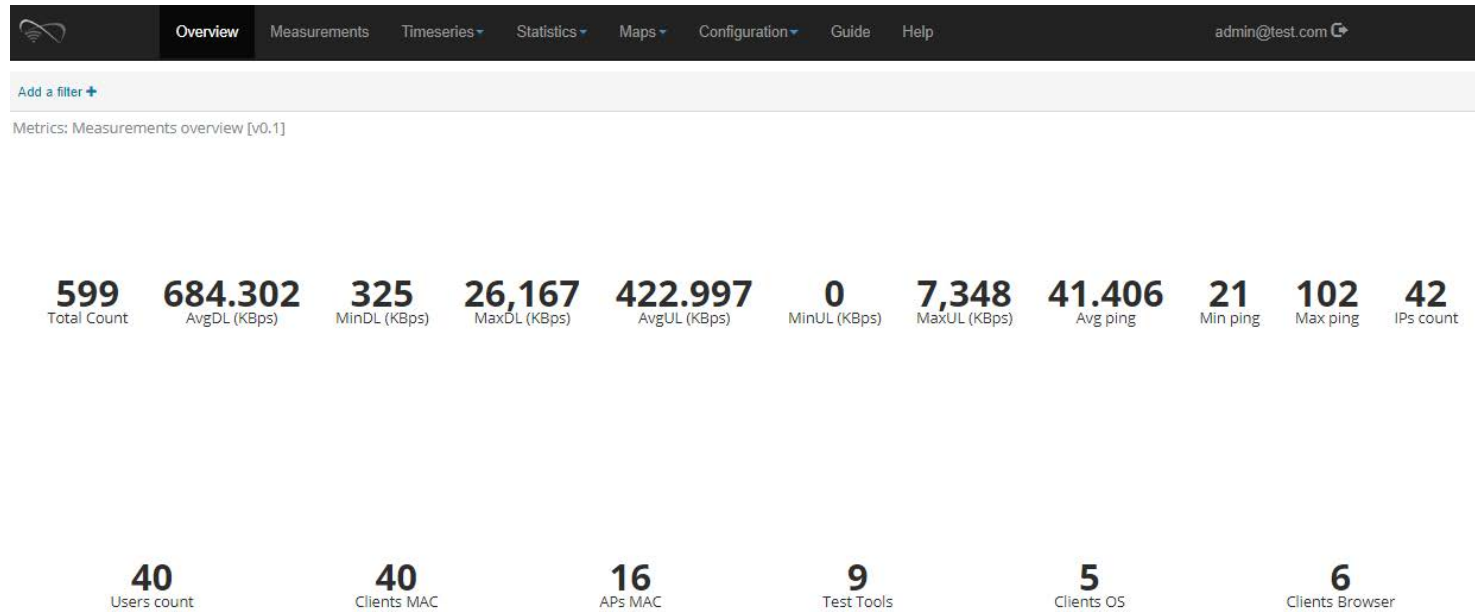 Overview Measurements Timeseries Statistics Maps Configuration Guide Help admin@test.com
Add a filter +
Metrics: Measurements overview [v0.1]
599 684.302 325 26,167 422.997 0 7,348 41.406 21 102 42
Total Count AvgDL (KBps) MinDL (KBps) MaxDL (KBps) AvgUL (KBps) MinUL (KBps) MaxUL (KBps) Avg ping Min ping Max ping IPs count
40 40 16 9 5 6
Users count Clients MAC APs MAC Test Tools Clients OS Clients Browser